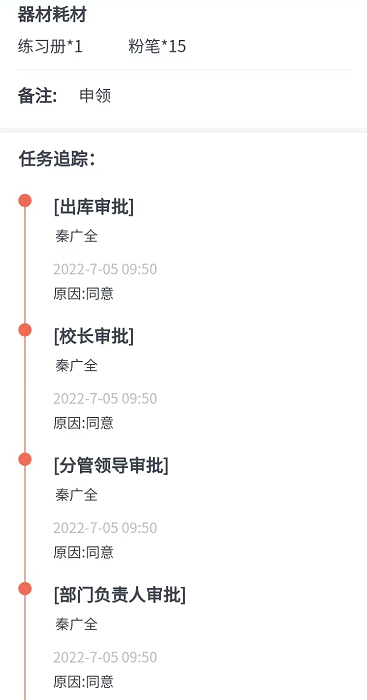 器材耗材
练习册*1 粉笔*15
备注: 申领
任务追踪:
[出库审批]
秦广全
2022-7-05 09:50
原因:同意
[校长审批]
秦广全
2022-7-05 09:50
原因:同意
[分管领导审批]
秦广全
2022-7-05 09:50
原因:同意
[部门负责人审批]
秦广全
2022-7-05 09:50
原因:同意